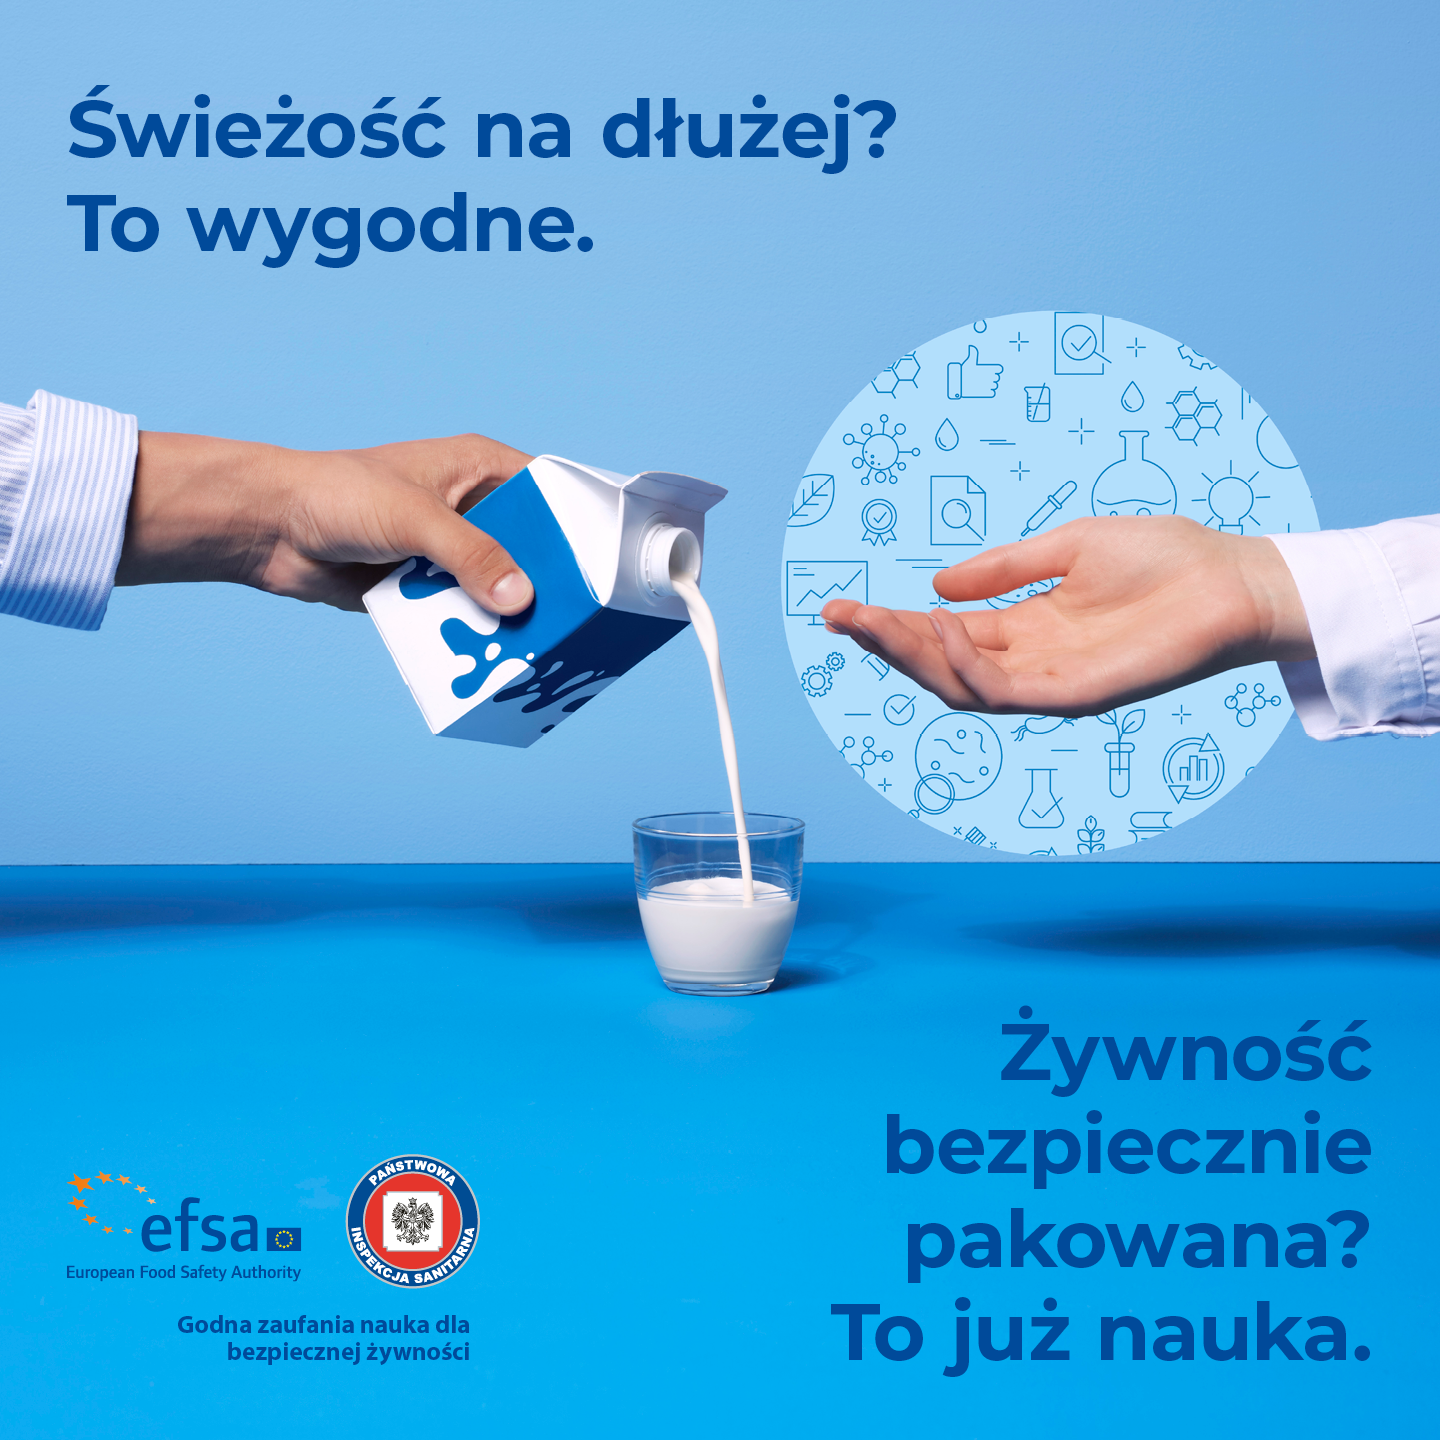 Świeżość na dłużej?
To wygodne.
Żywność
bezpiecznie
pakowana?
To już nauka.
efsa
European Food Safety Authority
PAŃSTWOWA
INSPEKCJA SANITARNA
Godna zaufania nauka dla
bezpiecznej żywności